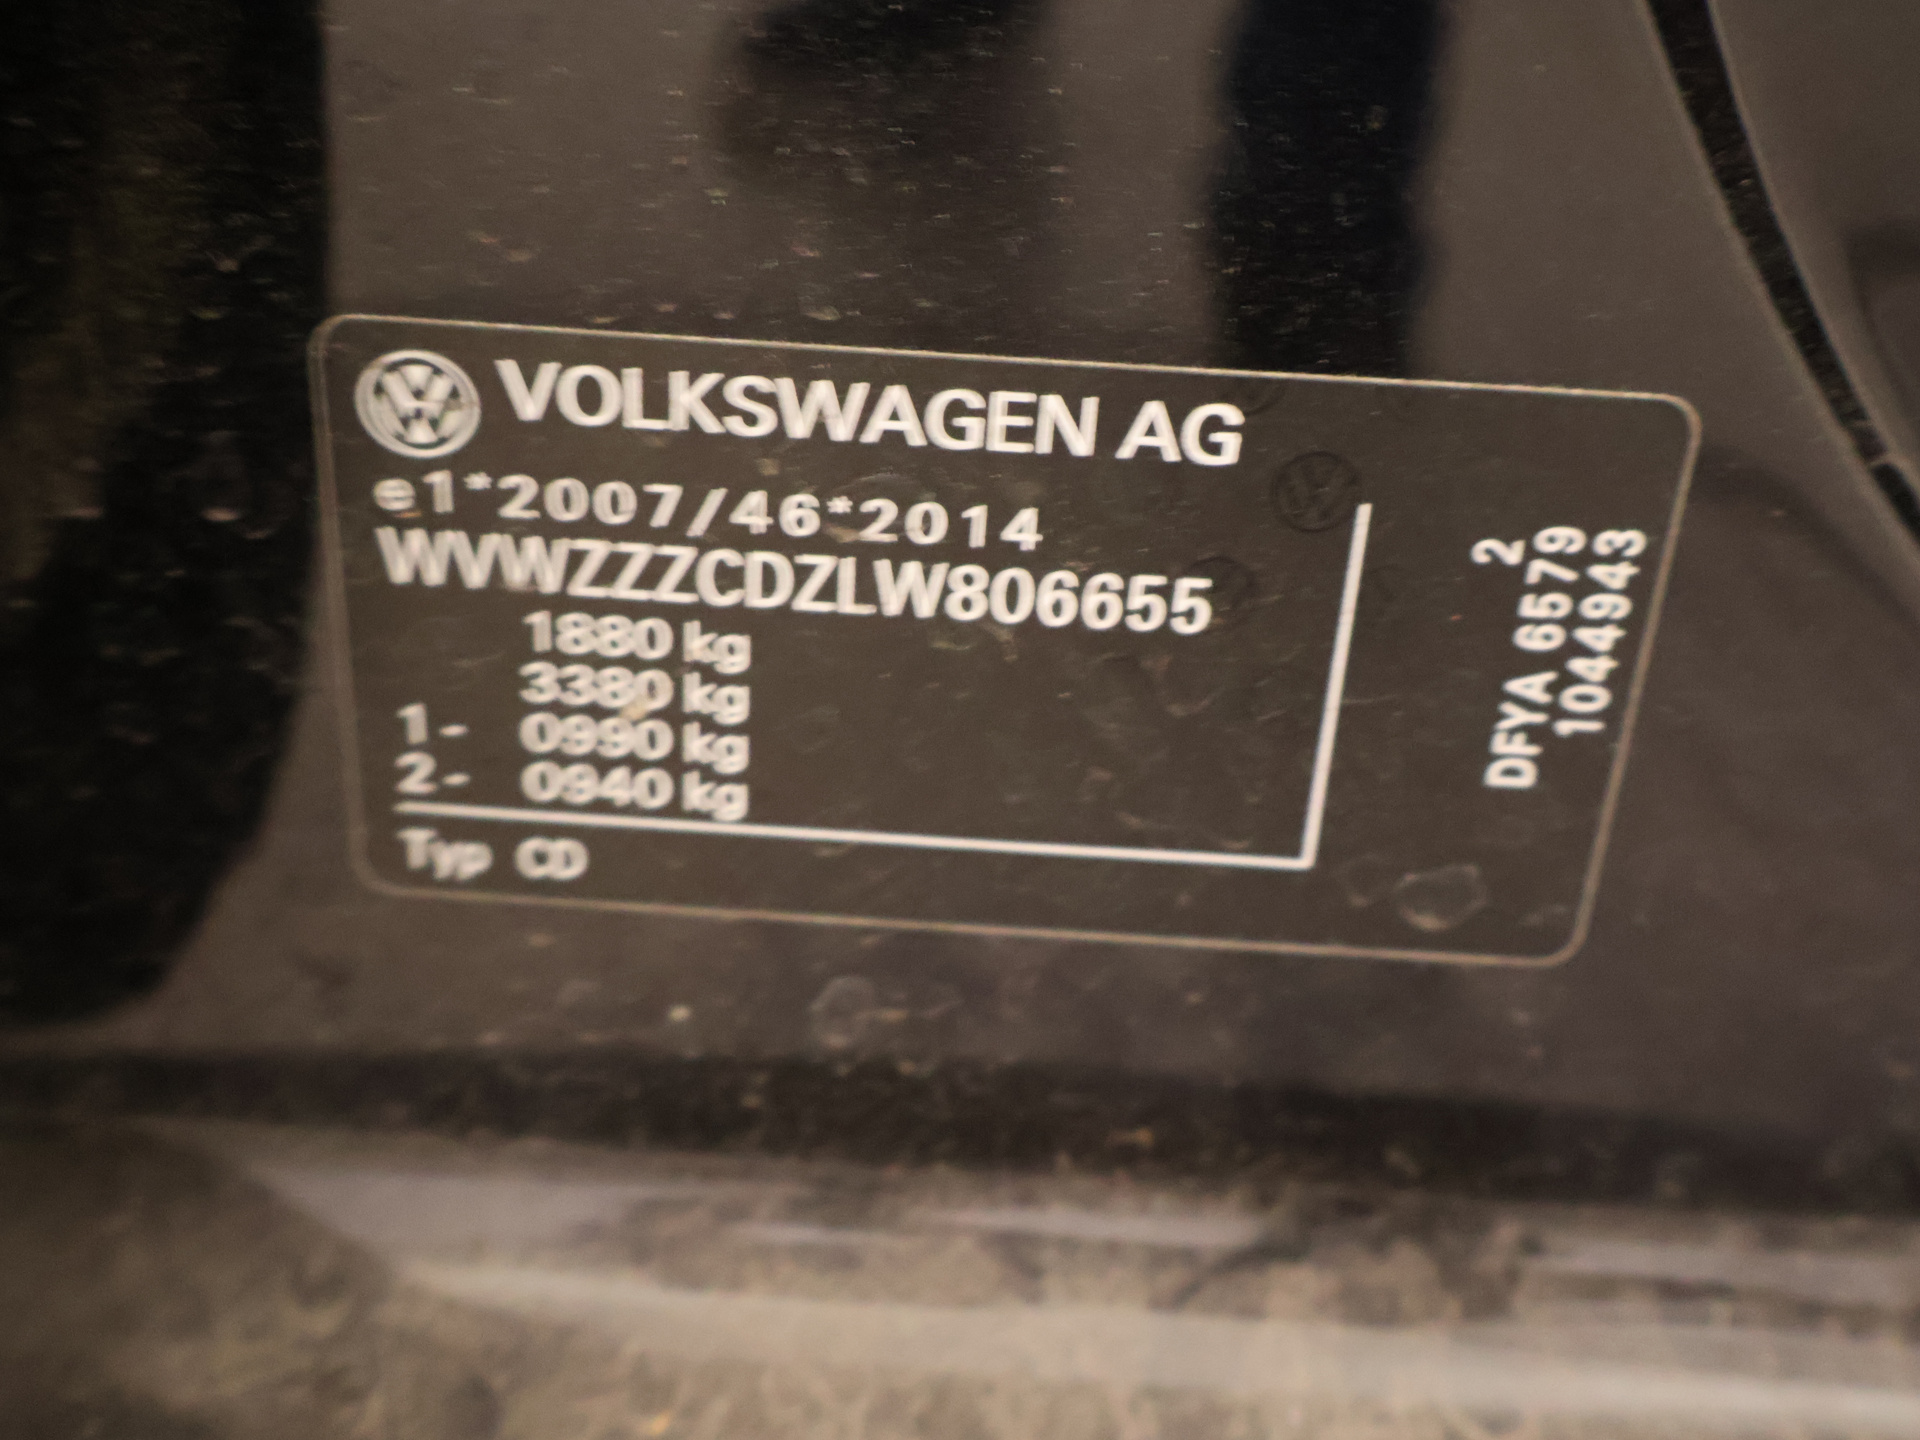 VOLKSWAGEN AG
e1*2007/46*2014
WVWZZZCDZLW806655
1880 kg
3380 kg
1- 0990 kg
2- 0940 kg
Typ CD
2
DFYA 6579
1044943